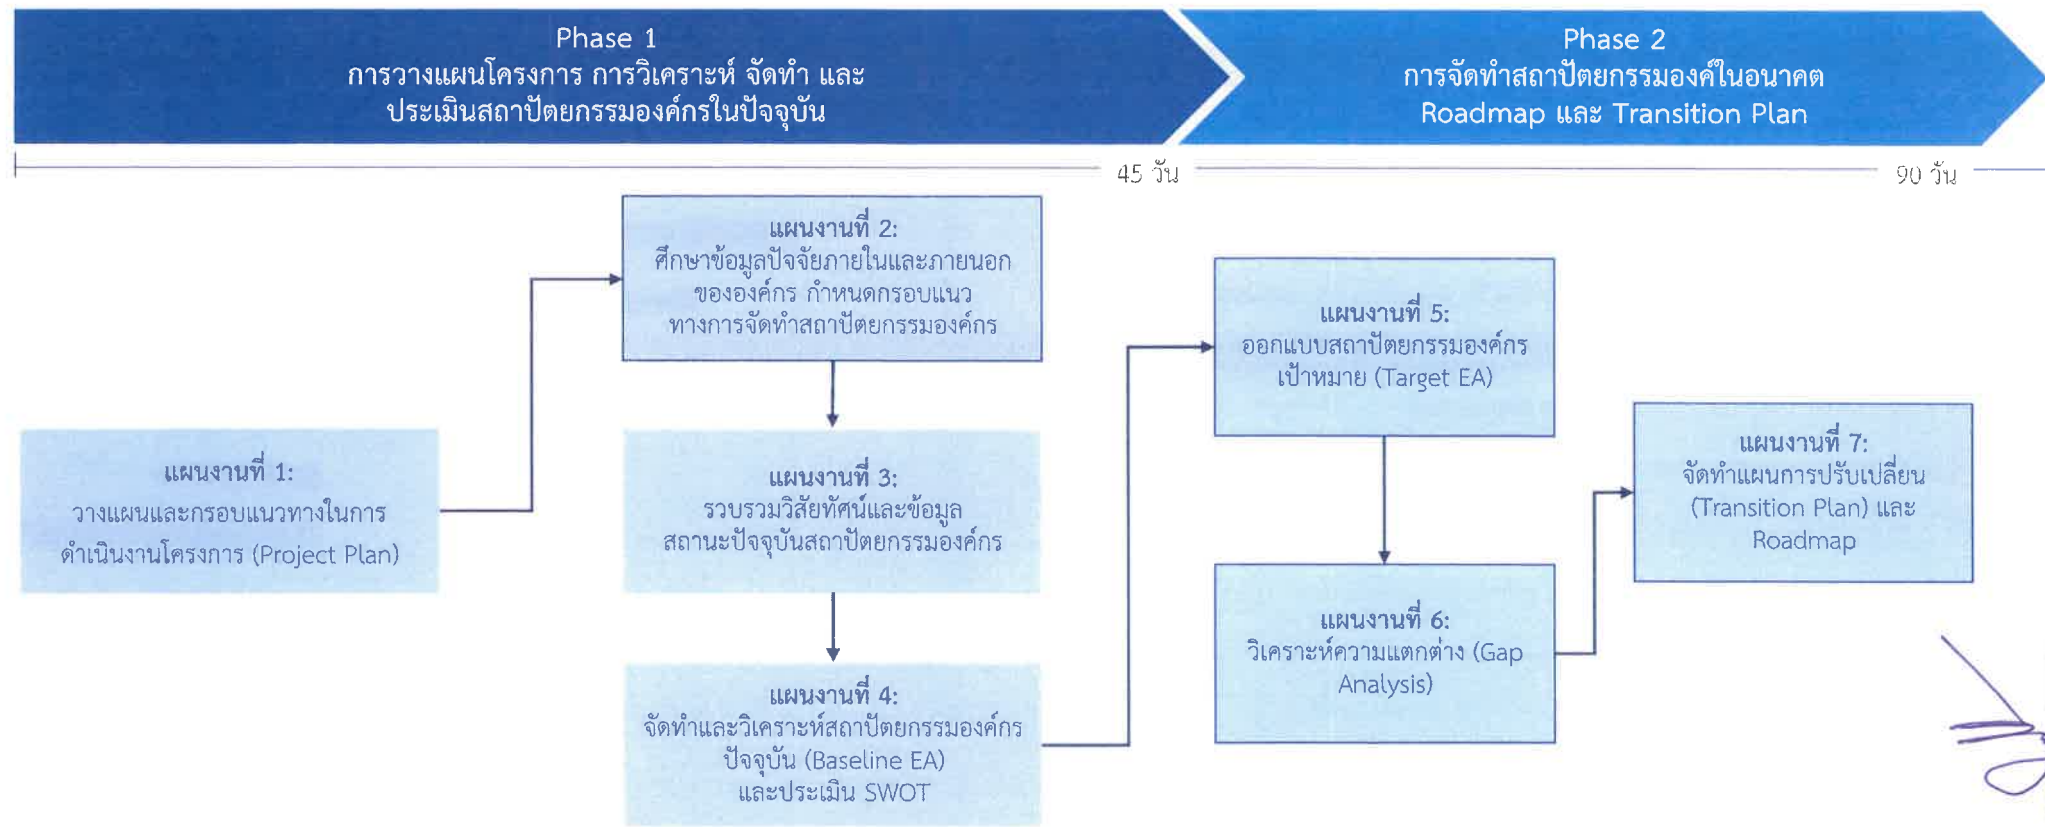 Phase 1
การวางแผนโครงการ การวิเคราะห์ จัดทำ และ
ประเมินสถาปัตยกรรมองค์กรในปัจจุบัน
Phase 2
การจัดทำสถาปัตยกรรมองค์ในอนาคต
Roadmap และ Transition Plan
45 วัน
90 วัน
แผนงานที่ 1:
วางแผนและกรอบแนวทางในการ
ดำเนินงานโครงการ (Project Plan)
แผนงานที่ 2:
ศึกษาข้อมูลปัจจัยภายในและภายนอก
ขององค์กร กำหนดกรอบแนว
ทางการจัดทำสถาปัตยกรรมองค์กร
แผนงานที่ 3:
รวบรวมวิสัยทัศน์และข้อมูล
สถานะปัจจุบันสถาปัตยกรรมองค์กร
แผนงานที่ 4:
จัดทำและวิเคราะห์สถาปัตยกรรมองค์กร
ปัจจุบัน (Baseline EA)
และประเมิน SWOT
แผนงานที่ 5:
ออกแบบสถาปัตยกรรมองค์กร
เป้าหมาย (Target EA)
แผนงานที่ 6:
วิเคราะห์ความแตกต่าง (Gap
Analysis)
แผนงานที่ 7:
จัดทำแผนการปรับเปลี่ยน
(Transition Plan) และ
Roadmap